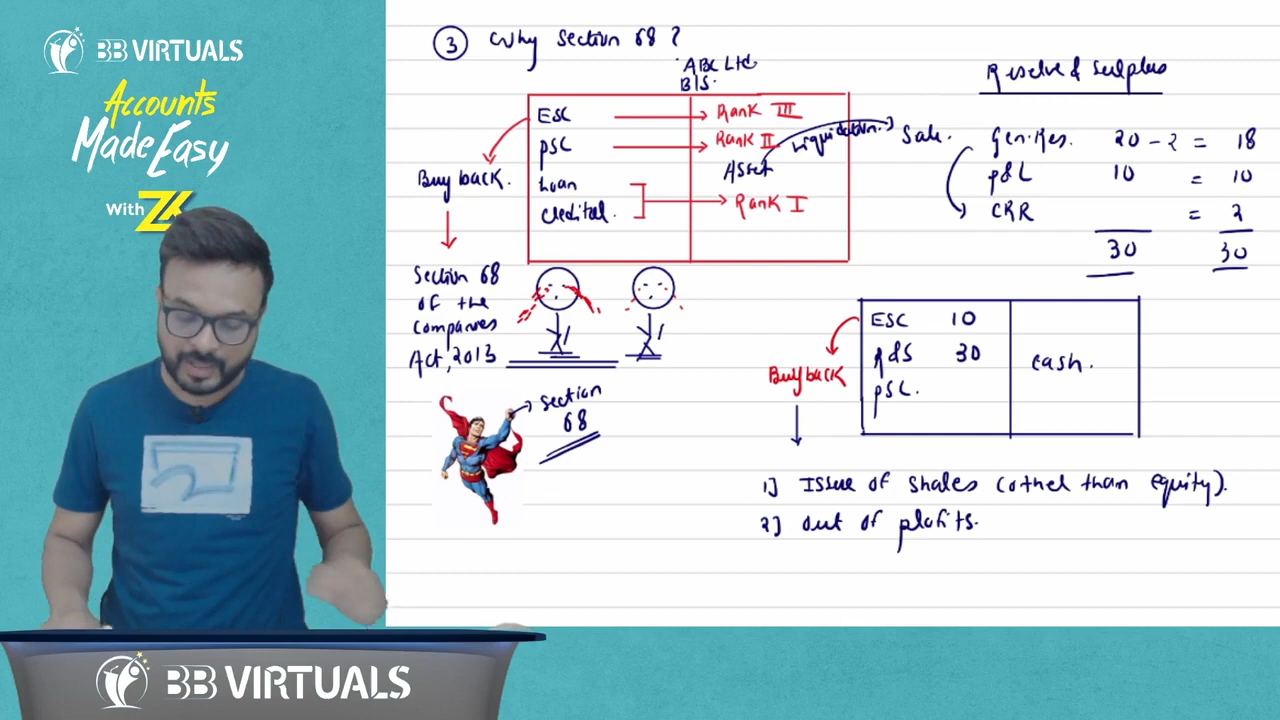 BB VIRTUALS
Accounts
Made Easy
With ZK
3 Why Section 68 ?
ABC Ltd
B/S.
ESC → Rank III
PSC → Rank II
Asset
Liquidation.
Loan
Creditor.
Rank I
Buy back.
Section 68
of the
Companies
Act, 2013
Section
68
Reserve & Surplus
Sale.
Gen. Res. 20 - 2 = 18
P&L 10 = 10
CRR = 2
30 30
ESC 10
R&S 30
PSC.
Cash.
Buy back
1] Issue of Shares (other than equity).
2] Out of profits.
BB VIRTUALS